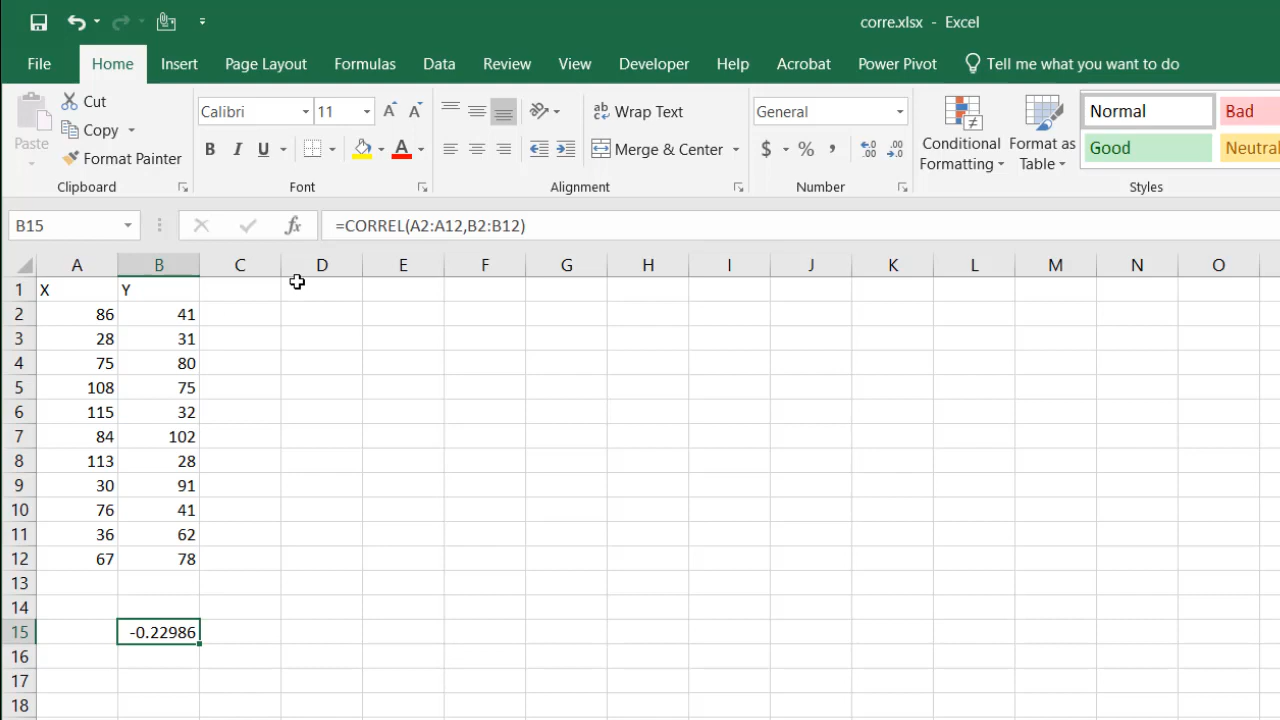 corre.xlsx - Excel
File Home Insert Page Layout Formulas Data Review View Developer Help Acrobat Power Pivot Tell me what you want to do
Paste
Cut
Copy
Format Painter
Clipboard
Calibri 11
B I U
Font
Wrap Text
Merge & Center
Alignment
General
$ % ,
Number
Conditional Formatting
Format as Table
Normal Bad
Good Neutral
Styles
B15 fx =CORREL(A2:A12,B2:B12)
A B C D E F G H I J K L M N O
1 X Y
2 86 41
3 28 31
4 75 80
5 108 75
6 115 32
7 84 102
8 113 28
9 30 91
10 76 41
11 36 62
12 67 78
13
14
15 -0.22986
16
17
18